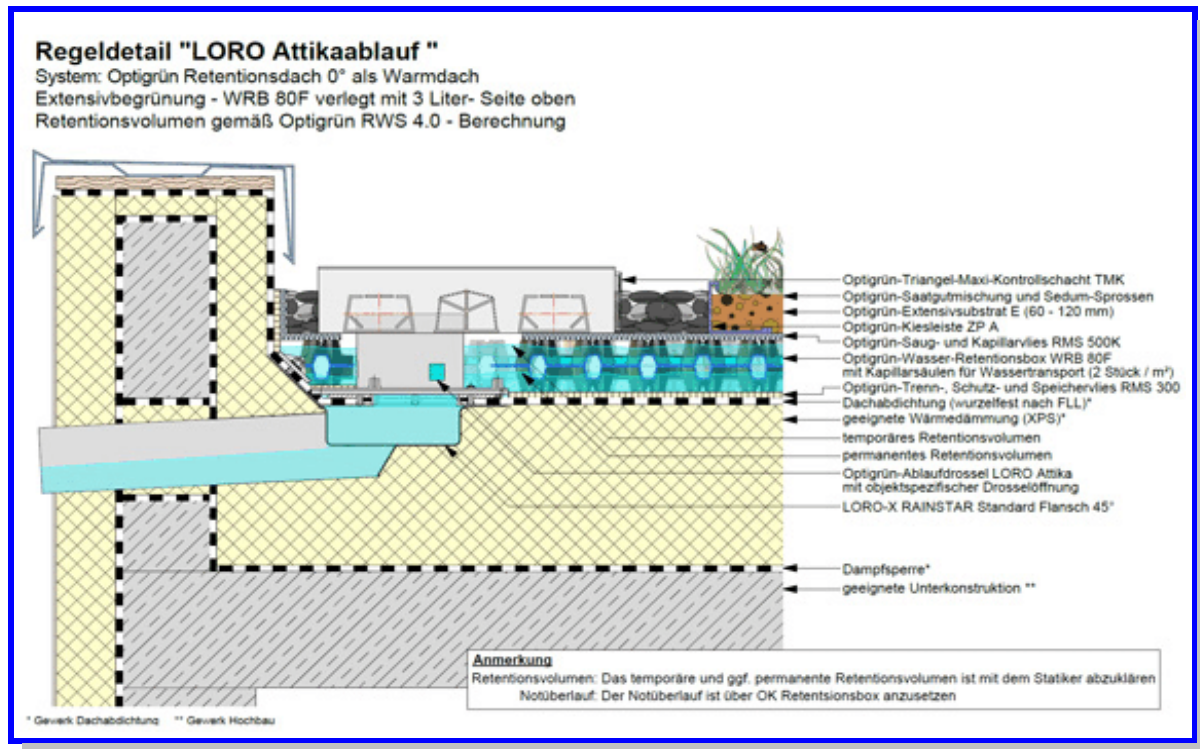 Regeldetail "LORO Attikaablauf "
System: Optigrün Retentionsdach 0° als Warmdach
Extensivbegrünung - WRB 80F verlegt mit 3 Liter- Seite oben
Retentionsvolumen gemäß Optigrün RWS 4.0 - Berechnung
Optigrün-Triangel-Maxi-Kontrollschacht TMK
Optigrün-Saatgutmischung und Sedum-Sprossen
Optigrün-Extensivsubstrat E (60 - 120 mm)
Optigrün-Kiesleiste ZP A
Optigrün-Saug- und Kapillarvlies RMS 500K
Optigrün-Wasser-Retentionsbox WRB 80F
mit Kapillarsäulen für Wassertransport (2 Stück / m²)
Optigrün-Trenn-, Schutz- und Speichervlies RMS 300
Dachabdichtung (wurzelfest nach FLL)*
geeignete Wärmedämmung (XPS)*
temporäres Retentionsvolumen
permanentes Retentionsvolumen
Optigrün-Ablaufdrossel LORO Attika
mit objektspezifischer Drosselöffnung
LORO-X RAINSTAR Standard Flansch 45°
Dampfsperre*
geeignete Unterkonstruktion **
Anmerkung
Retentionsvolumen: Das temporäre und ggf. permanente Retentionsvolumen ist mit dem Statiker abzuklären
Notüberlauf: Der Notüberlauf ist über OK Retentsionsbox anzusetzen
* Gewerk Dachabdichtung ** Gewerk Hochbau